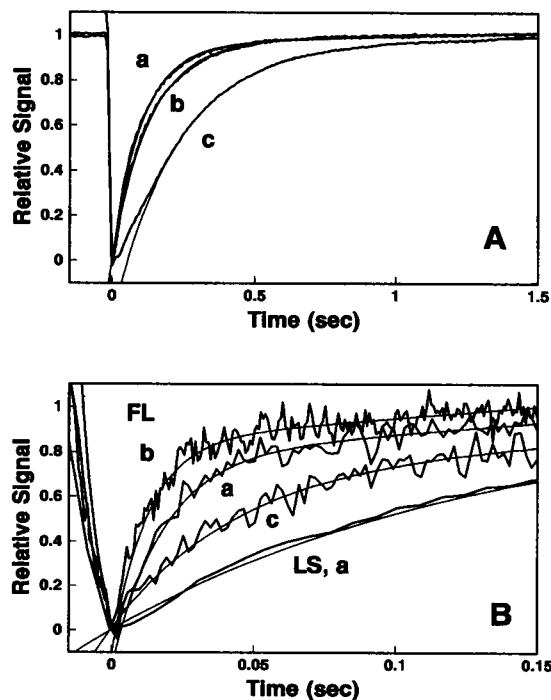 1
0.8
0.6
0.4
0.2
0
Relative Signal
a
b
c
A
0
0.5
1
1.5
Time (sec)
1
0.8
0.6
0.4
0.2
0
Relative Signal
FL
b
a
c
LS, a
B
0
0.05
0.1
0.15
Time (sec)